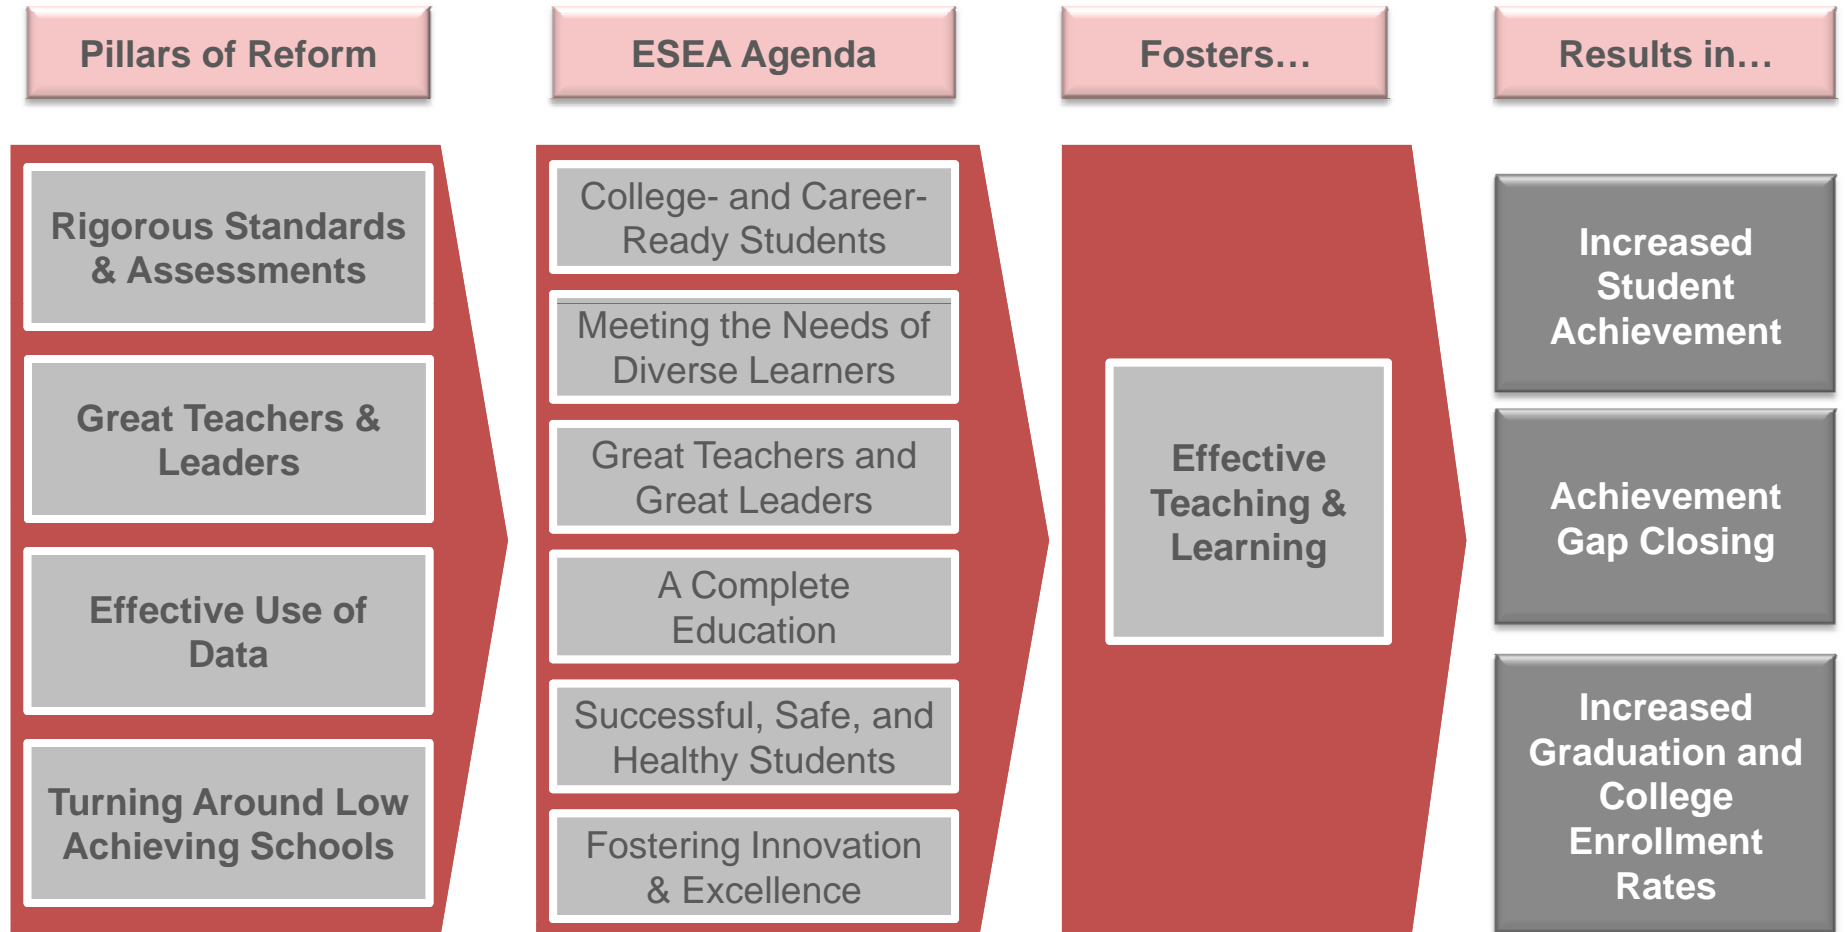 Pillars of Reform
ESEA Agenda
Fosters…
Results in…
Rigorous Standards
& Assessments
Great Teachers &
Leaders
Effective Use of
Data
Turning Around Low
Achieving Schools
College- and Career-
Ready Students
Meeting the Needs of
Diverse Learners
Great Teachers and
Great Leaders
A Complete
Education
Successful, Safe, and
Healthy Students
Fostering Innovation
& Excellence
Effective
Teaching &
Learning
Increased
Student
Achievement
Achievement
Gap Closing
Increased
Graduation and
College
Enrollment
Rates